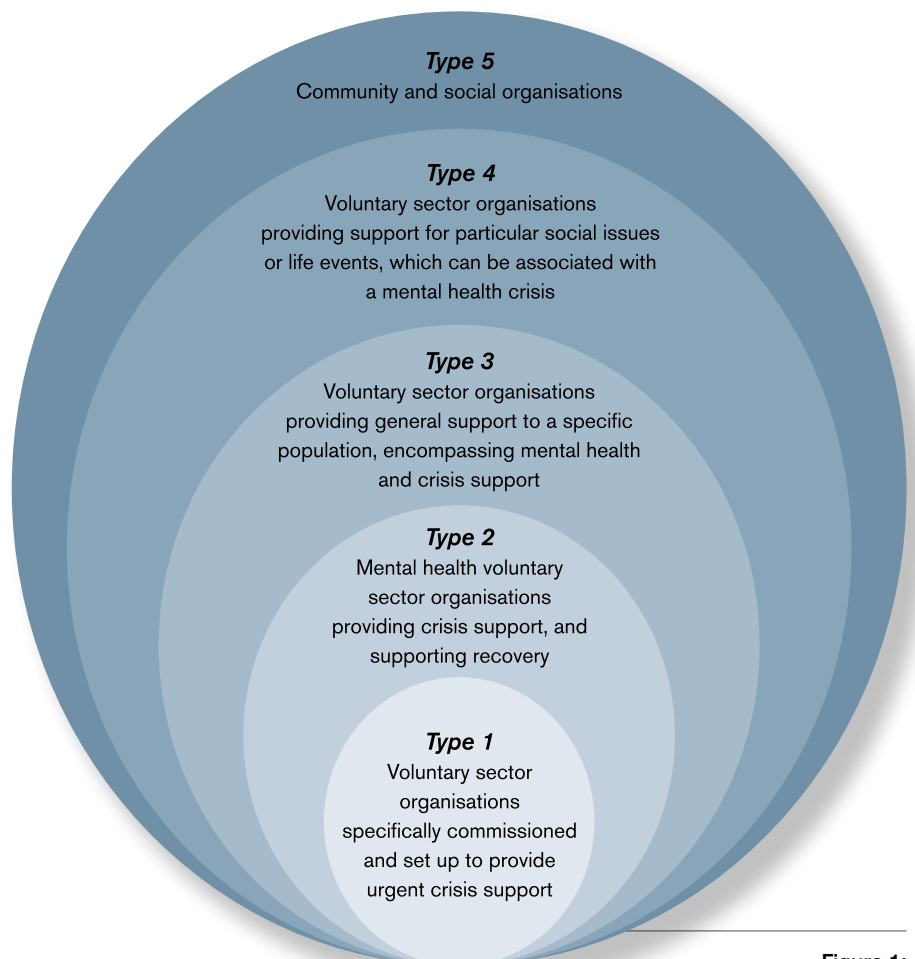 Type 5
Community and social organisations
Type 4
Voluntary sector organisations
providing support for particular social issues
or life events, which can be associated with
a mental health crisis
Type 3
Voluntary sector organisations
providing general support to a specific
population, encompassing mental health
and crisis support
Type 2
Mental health voluntary
sector organisations
providing crisis support, and
supporting recovery
Type 1
Voluntary sector
organisations
specifically commissioned
and set up to provide
urgent crisis support
Figure 1: